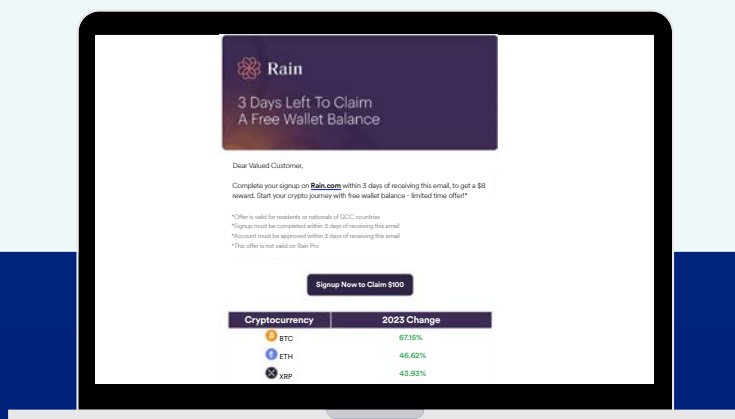 Rain
3 Days Left To Claim
A Free Wallet Balance
Dear Valued Customer,
Complete your signup on Rain.com within 3 days of receiving this email, to get a $8
reward. Start your crypto journey with free wallet balance - limited time offer!*
*Offer is valid for residents or nationals of GCC countries
*Signup must be completed within 3 days of receiving this email
*Account must be approved within 3 days of receiving this email
*This offer is not valid on Rain Pro
Signup Now to Claim $100
Cryptocurrency 2023 Change
BTC 67.15%
ETH 46.62%
XRP 43.93%